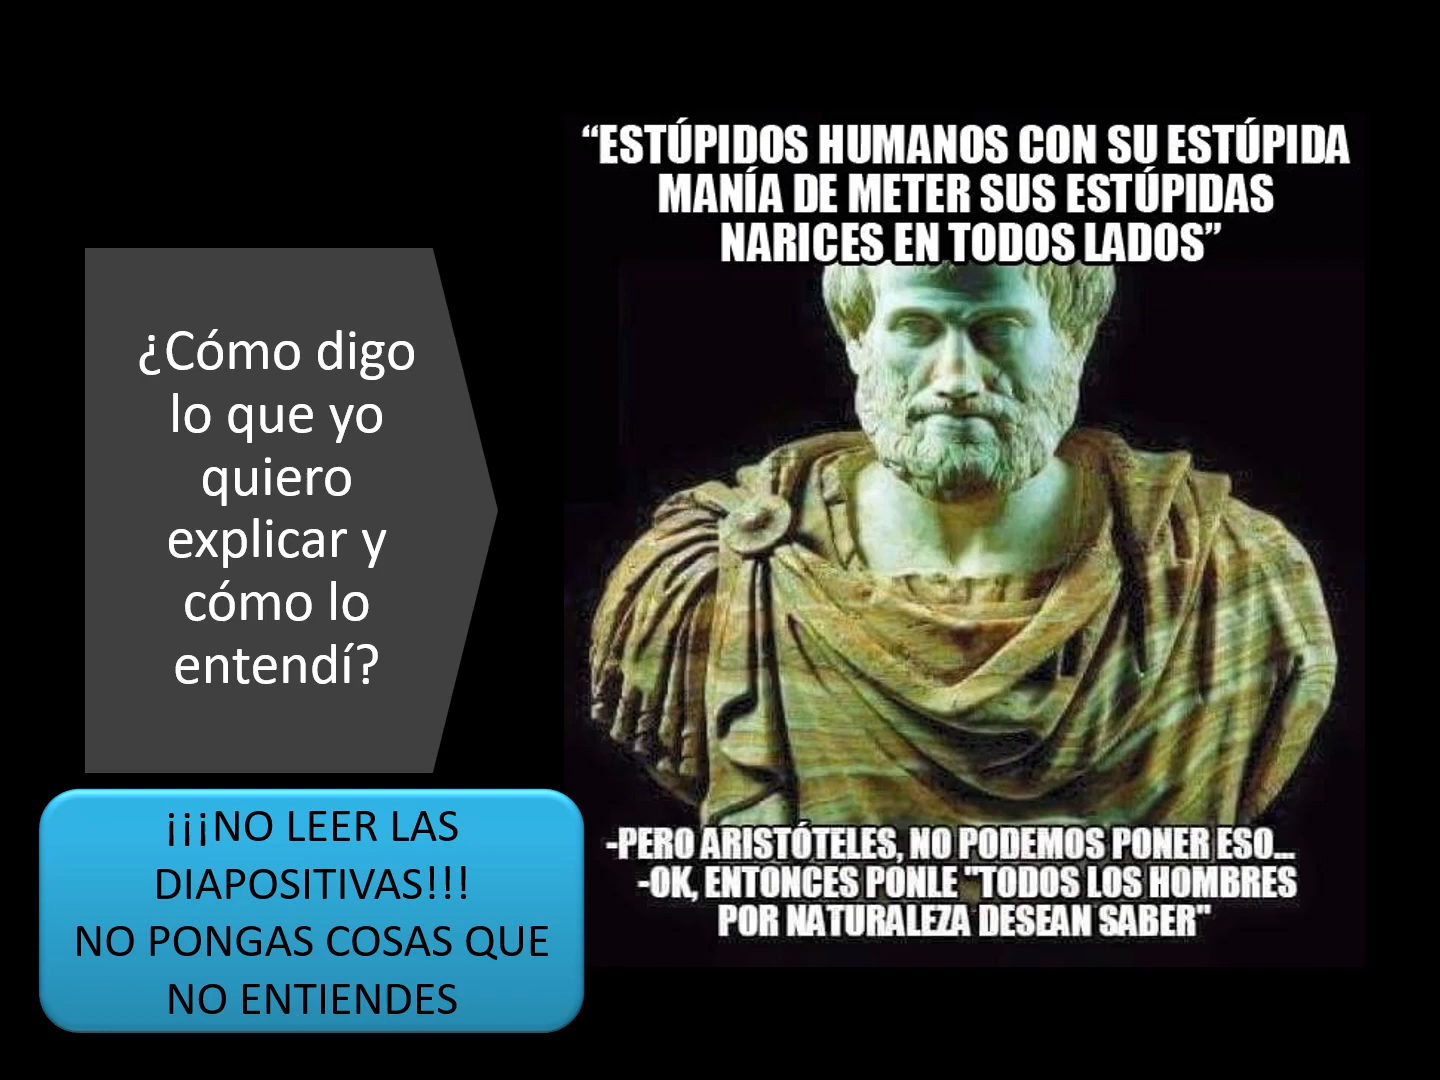 “ESTÚPIDOS HUMANOS CON SU ESTÚPIDA
MANÍA DE METER SUS ESTÚPIDAS
NARICES EN TODOS LADOS”
¿Cómo digo
lo que yo
quiero
explicar y
cómo lo
entendí?
¡¡¡NO LEER LAS
DIAPOSITIVAS!!!
NO PONGAS COSAS QUE
NO ENTIENDES
-PERO ARISTÓTELES, NO PODEMOS PONER ESO...
-OK, ENTONCES PONLE "TODOS LOS HOMBRES
POR NATURALEZA DESEAN SABER"